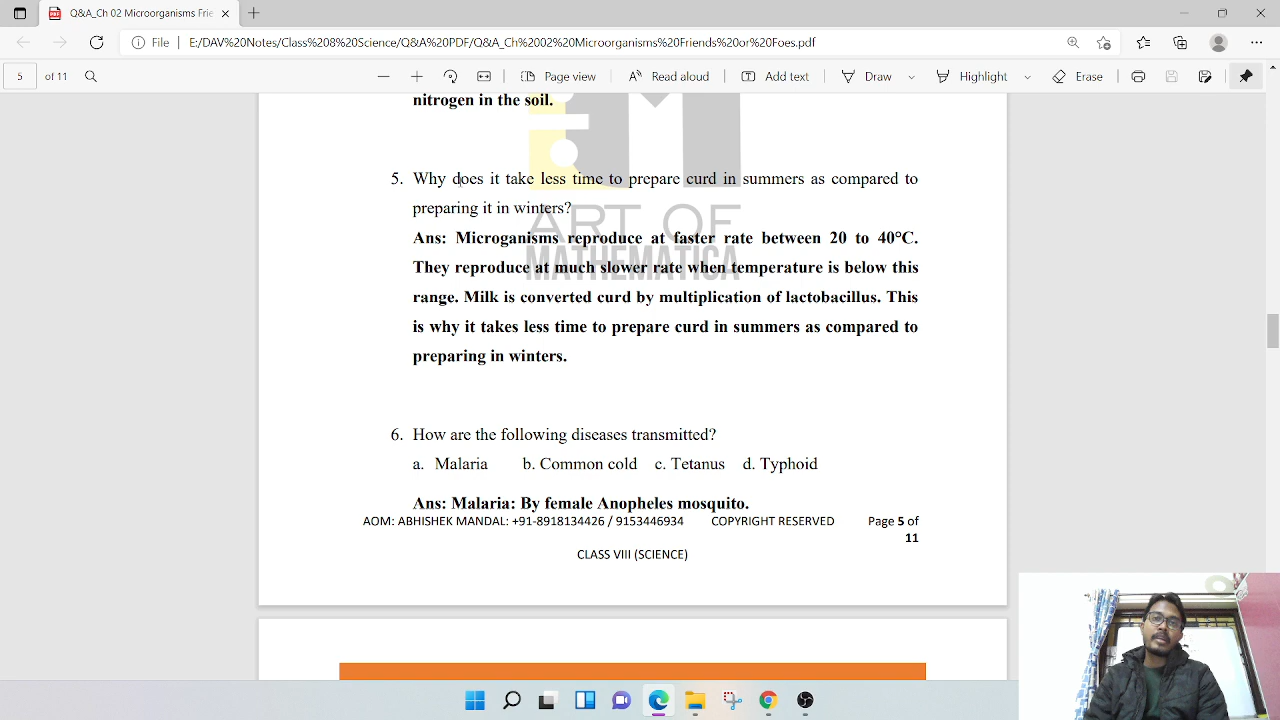 Q&A_Ch 02 Microorganisms Frie
File
E:/DAV%20Notes/Class%208%20Science/Q&A%20PDF/Q&A_Ch%2002%20Microorganisms%20Friends%20or%20Foes.pdf
5 of 11
Page view
Read aloud
Add text
Draw
Highlight
Erase
nitrogen in the soil.
5. Why does it take less time to prepare curd in summers as compared to
preparing it in winters?
ART OF
Ans: Microganisms reproduce at faster rate between 20 to 40°C.
MATHEMATICA
They reproduce at much slower rate when temperature is below this
range. Milk is converted curd by multiplication of lactobacillus. This
is why it takes less time to prepare curd in summers as compared to
preparing in winters.
6. How are the following diseases transmitted?
a. Malaria b. Common cold c. Tetanus d. Typhoid
Ans: Malaria: By female Anopheles mosquito.
AOM: ABHISHEK MANDAL: +91-8918134426 / 9153446934 COPYRIGHT RESERVED Page 5 of
11
CLASS VIII (SCIENCE)